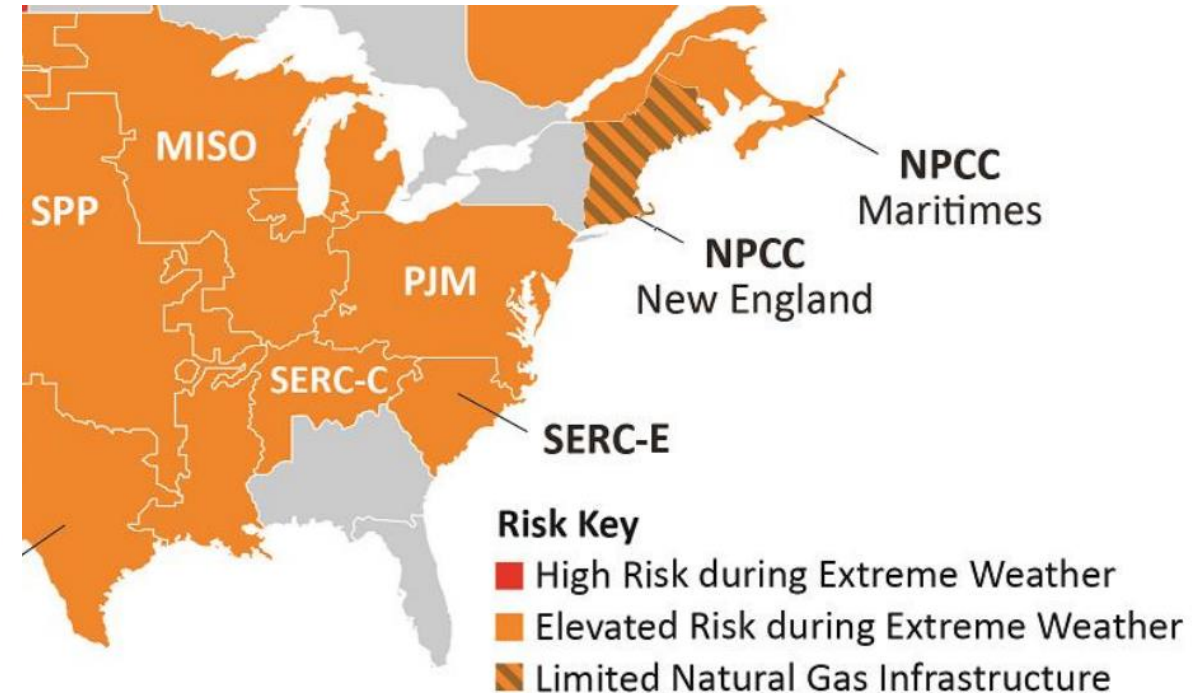 MISO
SPP
NPCC
Maritimes
NPCC
New England
PJM
SERC-C
SERC-E
Risk Key
High Risk during Extreme Weather
Elevated Risk during Extreme Weather
Limited Natural Gas Infrastructure